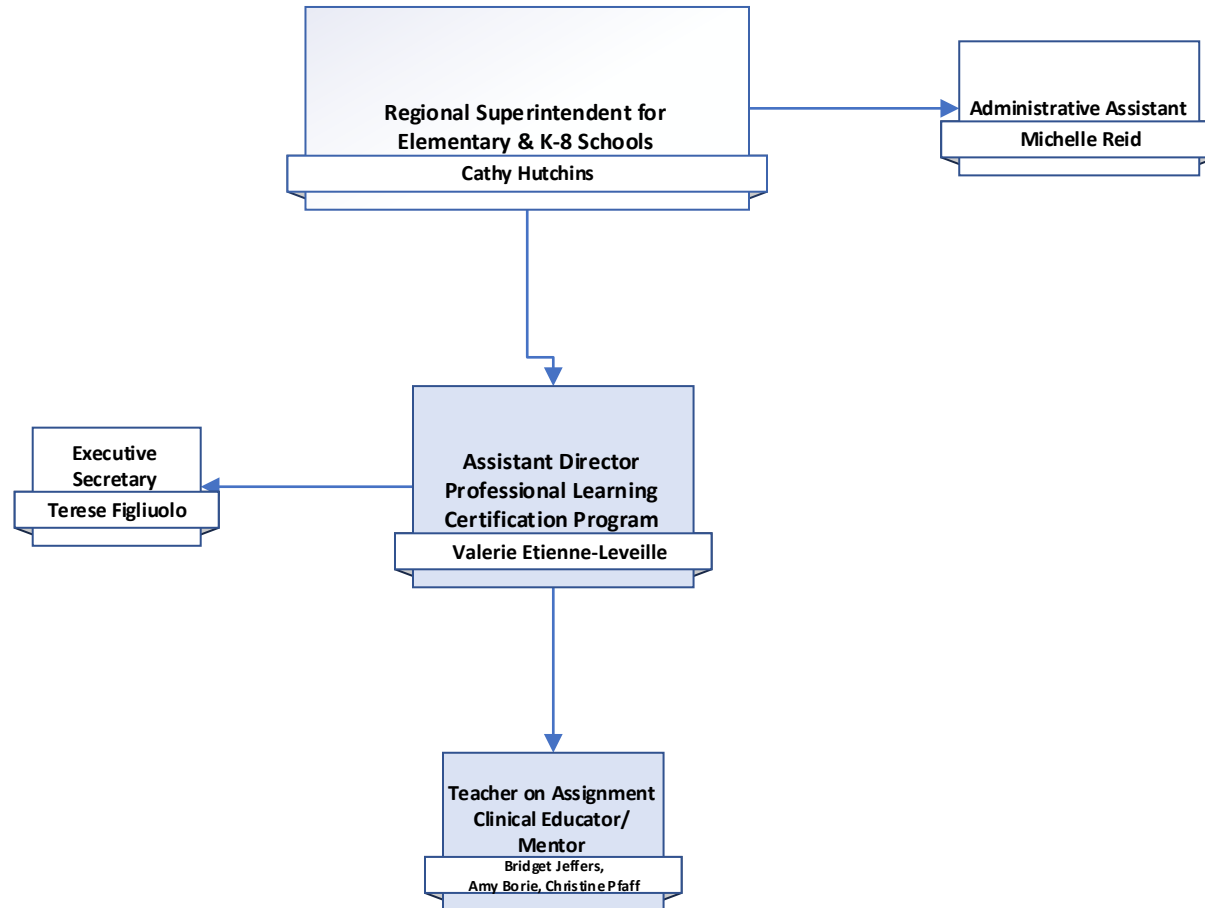 Regional Superintendent for
Elementary & K-8 Schools
Cathy Hutchins
Administrative Assistant
Michelle Reid
Executive
Secretary
Terese Figliuolo
Assistant Director
Professional Learning
Certification Program
Valerie Etienne-Leveille
Teacher on Assignment
Clinical Educator/
Mentor
Bridget Jeffers,
Amy Borie, Christine Pfaff